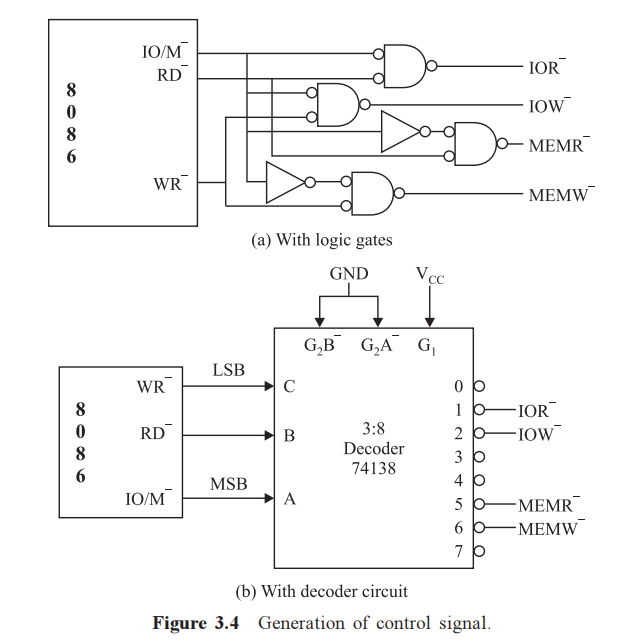 IO/M̅
RD̅
8
0
8
6
WR̅
IOR̅
IOW̅
MEMR̅
MEMW̅
(a) With logic gates
GND
V_CC
G₂B̅
G₂A̅
G₁
LSB
WR̅
C
8
0
8
6
RD̅
B
3:8
Decoder
74138
MSB
IO/M̅
A
0
1
IOR̅
2
IOW̅
3
4
5
MEMR̅
6
MEMW̅
7
(b) With decoder circuit
Figure 3.4 Generation of control signal.